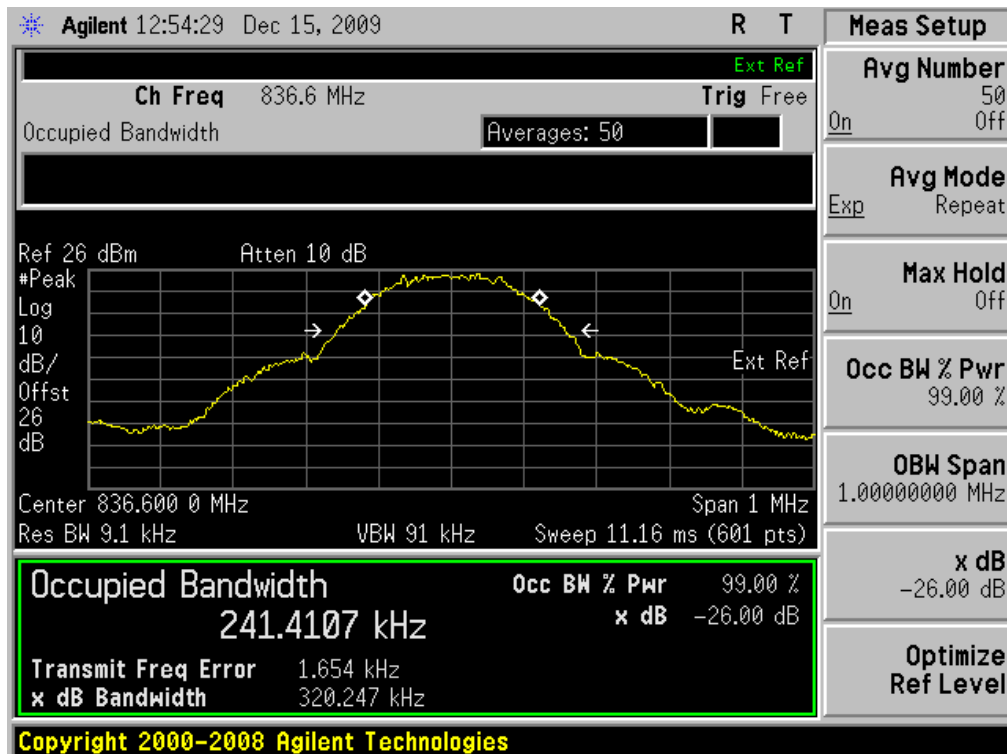 Agilent 12:54:29 Dec 15, 2009 R T
Ext Ref
Ch Freq 836.6 MHz Trig Free
Occupied Bandwidth Averages: 50
Ref 26 dBm Atten 10 dB
#Peak
Log
10
dB/
Offst
26
dB
Ext Ref
Center 836.600 0 MHz Span 1 MHz
Res BW 9.1 kHz VBW 91 kHz Sweep 11.16 ms (601 pts)
Occupied Bandwidth
241.4107 kHz
Occ BW % Pwr 99.00 %
x dB -26.00 dB
Transmit Freq Error 1.654 kHz
x dB Bandwidth 320.247 kHz
Copyright 2000-2008 Agilent Technologies
Meas Setup
Avg Number
50
On Off
Avg Mode
Exp Repeat
Max Hold
On Off
Occ BW % Pwr
99.00 %
OBW Span
1.00000000 MHz
x dB
-26.00 dB
Optimize
Ref Level